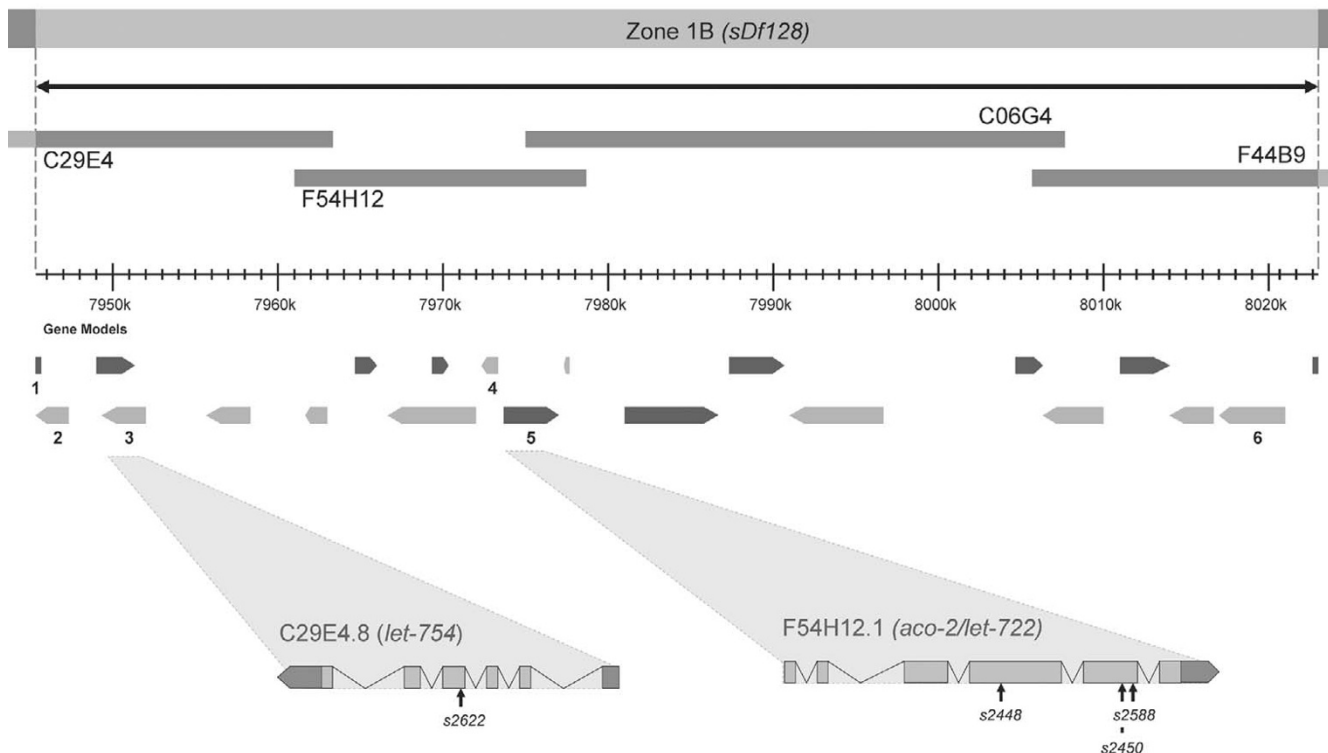 Zone 1B (sDf128)
C06G4
C29E4
F44B9
F54H12
7950k 7960k 7970k 7980k 7990k 8000k 8010k 8020k
Gene Models
1 4
2 3 5 6
C29E4.8 (let-754)
F54H12.1 (aco-2/let-722)
s2622 s2448 s2588
s2450